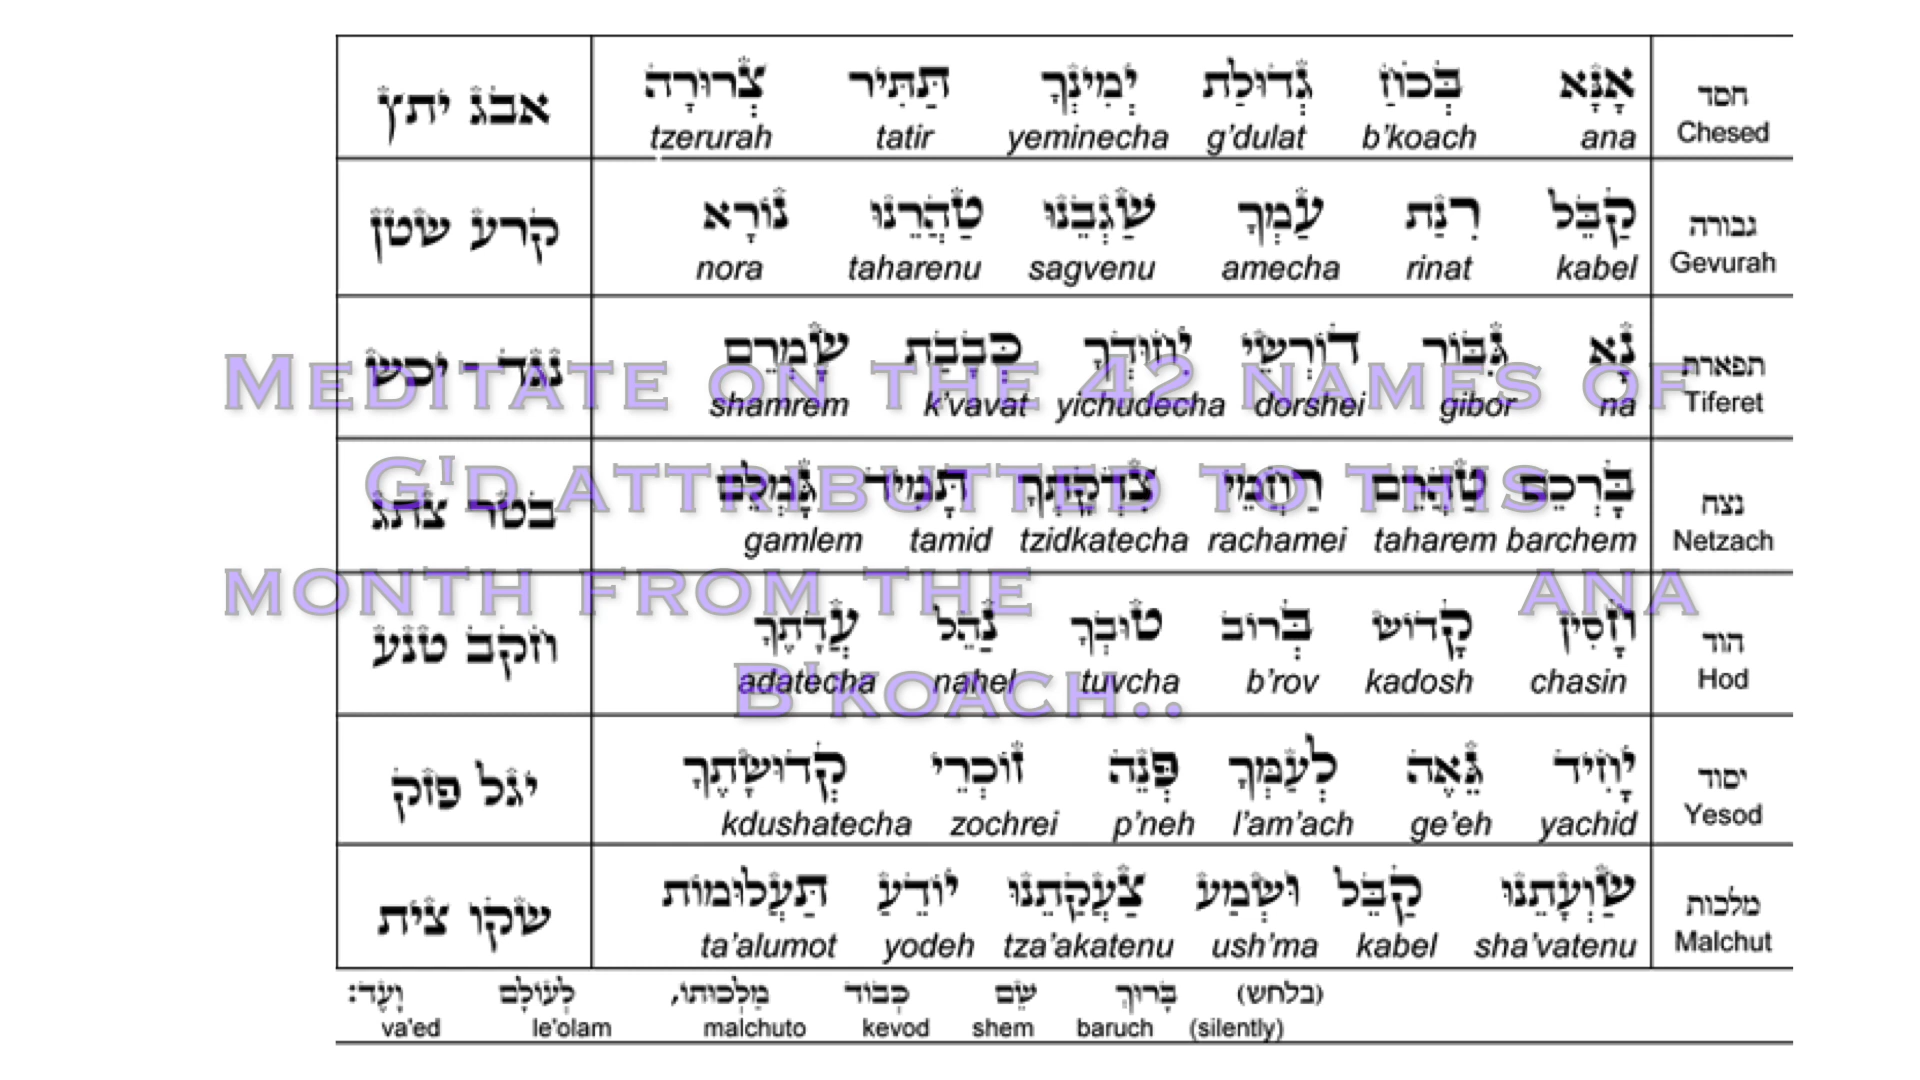 חסד
Chesed
אָנָּא בְּכֹוחַ גְּדוּלַת יְמִינְךָ תַּתִּיר צְרוּרָה
ana b'koach g'dulat yeminecha tatir tzerurah
אבג יתץ
גבורה
Gevurah
קַבֵּל רִנַּת עַמְּךָ שַׂגְּבֵנוּ טַהֲרֵנוּ נוֹרָא
kabel rinat amecha sagvenu taharenu nora
קרע שטן
תפארת
Tiferet
נָא גִּבּוֹר דּוֹרְשֵׁי יִחוּדְךָ כְּבָבַת שָׁמְרֵם
na gibor dorshei yichudecha k'vavat shamrem
נגד - יכש
נצח
Netzach
בָּרְכֵם טַהֲרֵם רַחֲמֵי צִדְקָתְךָ תָּמִיד גָּמְלֵם
barchem taharem rachamei tzidkatecha tamid gamlem
בטר צתג
הוד
Hod
חֲסִין קָדוֹשׁ בְּרוֹב טוּבְךָ נַהֵל עֲדָתֶךָ
chasin kadosh b'rov tuvcha nahel adatecha
חקב טנע
יסוד
Yesod
יָחִיד גֵּאֶה לְעַמְּךָ פְּנֵה זוֹכְרֵי קְדוּשָׁתֶךָ
yachid ge'eh l'am'ach p'neh zochrei kdushatecha
יגל פזק
מלכות
Malchut
שַׁוְעָתֵנוּ קַבֵּל וּשְׁמַע צַעֲקָתֵנוּ יוֹדֵעַ תַּעֲלוּמוֹת
sha'vatenu kabel ush'ma tza'akatenu yodeh ta'alumot
שקו צית
(בלחש) בָּרוּךְ שֵׁם כְּבוֹד מַלְכוּתוֹ, לְעוֹלָם וָעֶד:
(silently) baruch shem kevod malchuto le'olam va'ed
Meditate on the 42 names of
G'd attributted to this
month from the ana
B'koach..